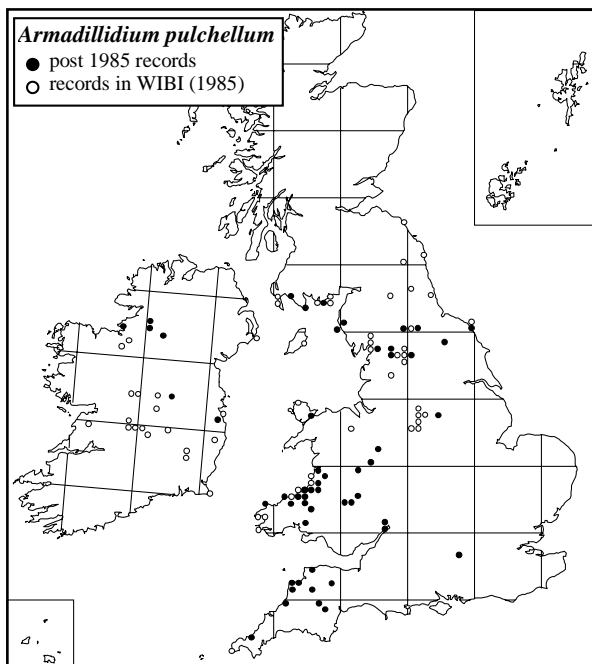 Armadillidium pulchellum
post 1985 records
records in WIBI (1985)